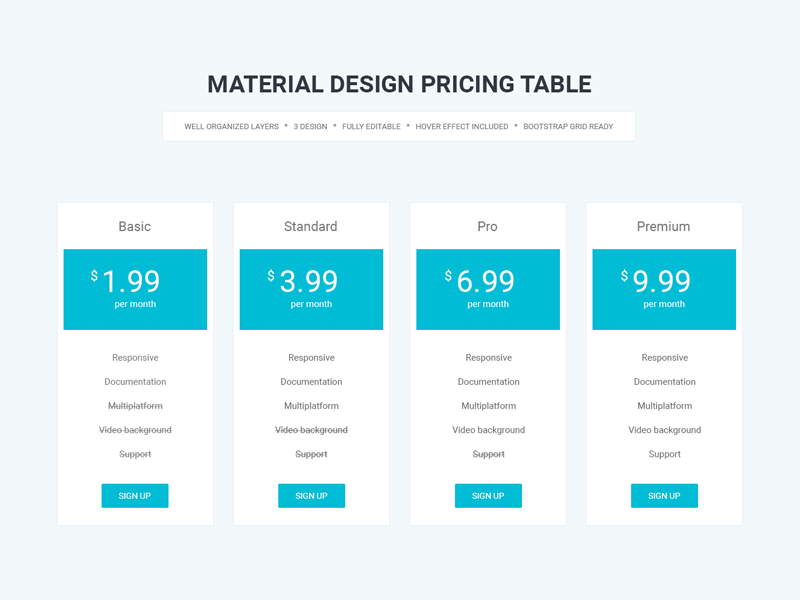 MATERIAL DESIGN PRICING TABLE
WELL ORGANIZED LAYERS * 3 DESIGN * FULLY EDITABLE * HOVER EFFECT INCLUDED * BOOTSTRAP GRID READY
Basic
$ 1.99
per month
Responsive
Documentation
Multiplatform
Video background
Support
SIGN UP
Standard
$ 3.99
per month
Responsive
Documentation
Multiplatform
Video background
Support
SIGN UP
Pro
$ 6.99
per month
Responsive
Documentation
Multiplatform
Video background
Support
SIGN UP
Premium
$ 9.99
per month
Responsive
Documentation
Multiplatform
Video background
Support
SIGN UP